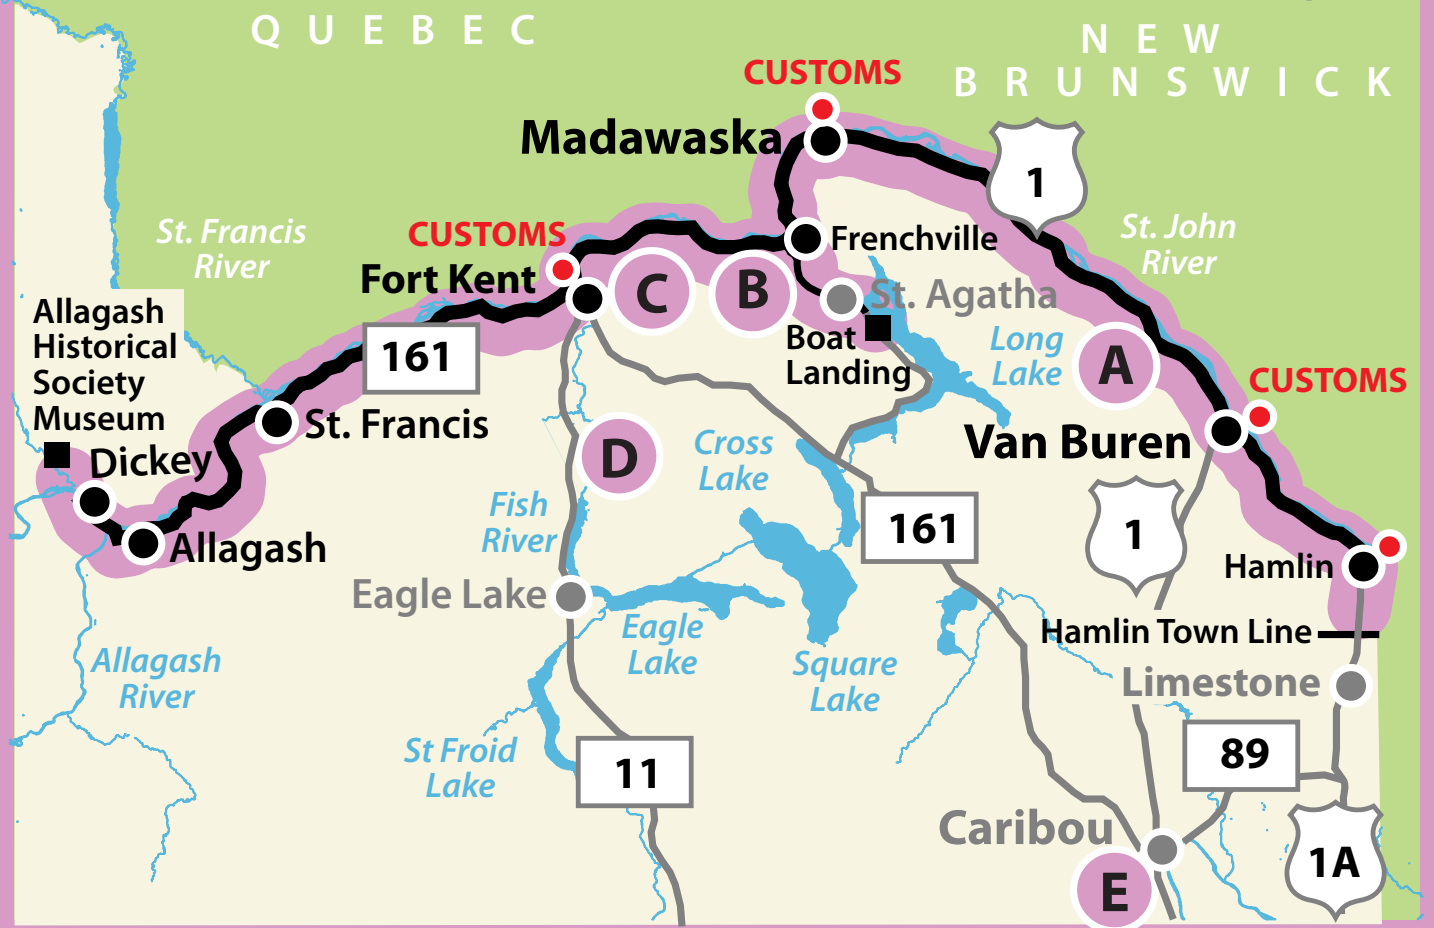 QUEBEC
NEW
BRUNSWICK
CUSTOMS
Madawaska
1
St. Francis
River
CUSTOMS
Frenchville
St. John
River
Fort Kent
C
B
St. Agatha
Allagash
Historical
Society
Museum
161
Boat
Landing
Long
Lake
A
CUSTOMS
St. Francis
Van Buren
Dickey
D
Cross
Lake
Fish
River
161
1
Allagash
Hamlin
Eagle Lake
Eagle
Lake
Hamlin Town Line
Allagash
River
Square
Lake
Limestone
St Froid
Lake
11
89
Caribou
1A
E